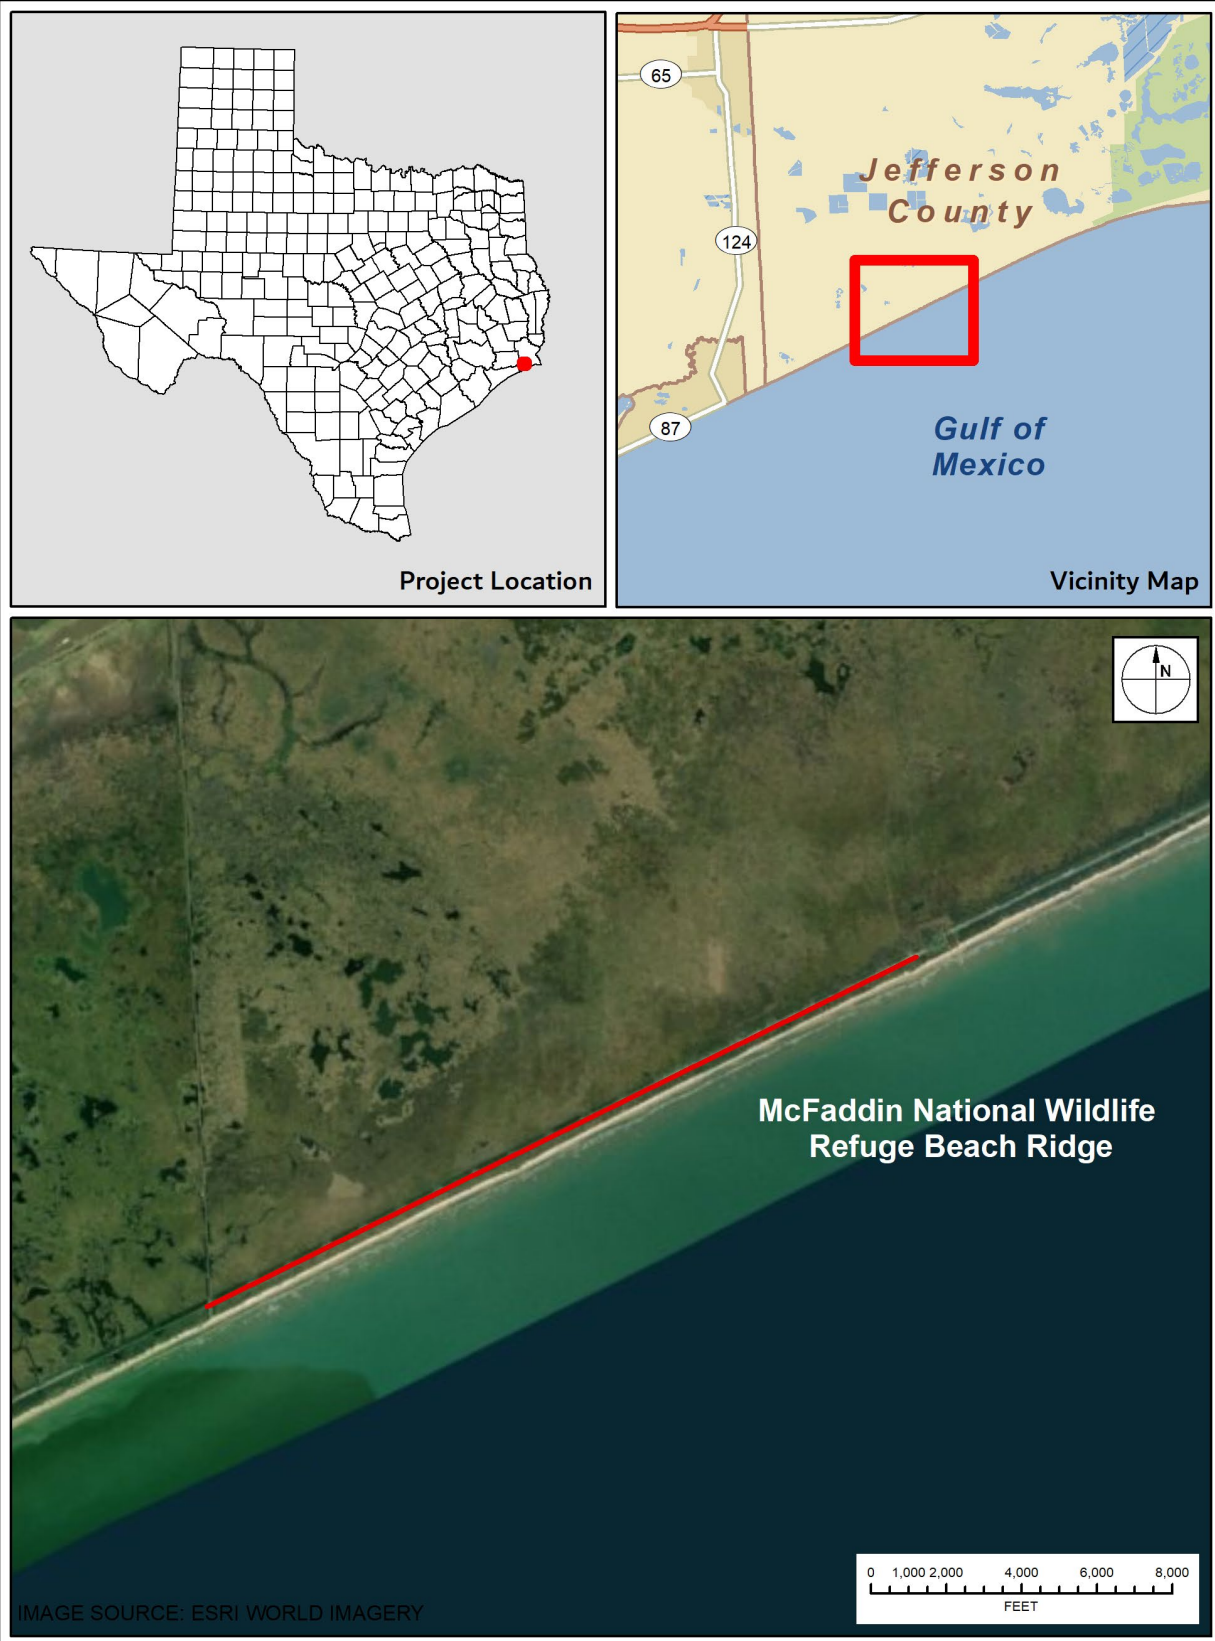 Project Location
65
Jefferson
County
124
87
Gulf of
Mexico
Vicinity Map
N
McFaddin National Wildlife
Refuge Beach Ridge
0 1,000 2,000 4,000 6,000 8,000
FEET
IMAGE SOURCE: ESRI WORLD IMAGERY